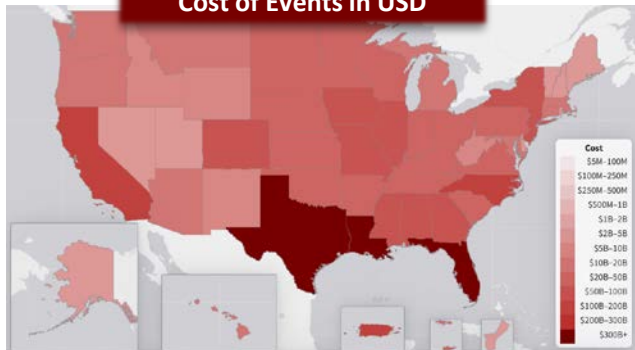 Cost of Events in USD
Cost
$5M-100M
$100M-250M
$250M-500M
$500M-1B
$1B-2B
$2B-5B
$5B-10B
$10B-20B
$20B-50B
$50B-100B
$100B-200B
$200B-300B
$300B+